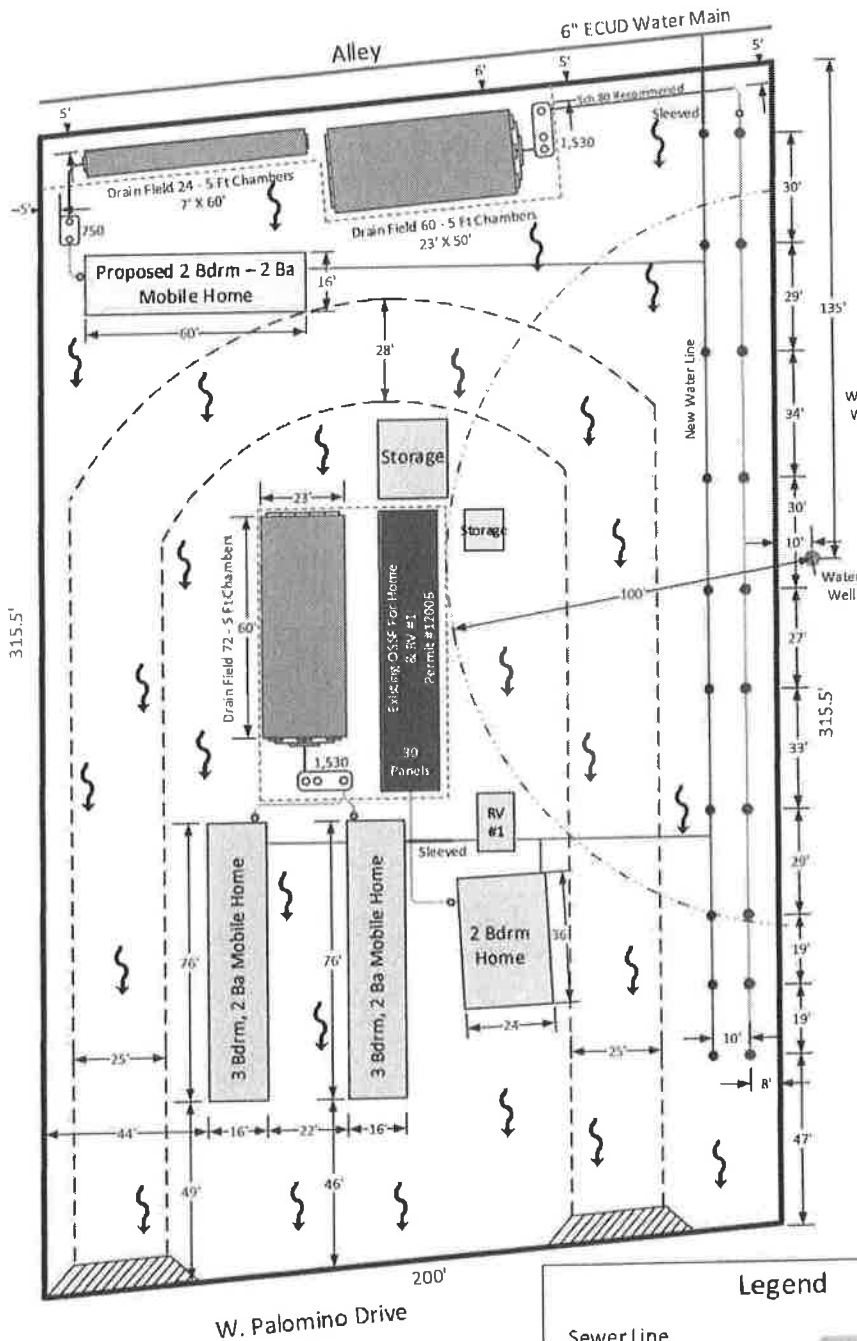 6" ECUD Water Main
Alley
5'
6'
5'
5'
Sch 80 Recommended
Sleeved
1,530
Drain Field 24 - 5 Ft Chambers
7' X 60'
5'
750
Drain Field 60 - 5 Ft Chambers
23' X 50'
30'
Proposed 2 Bdrm – 2 Ba
Mobile Home
16'
60'
29'
135'
28'
New Water Line
34'
W
W
Storage
23'
Storage
30'
10'
Water
Well
100'
Drain Field 72 - 5 Ft Chambers
60'
Existing OSSF For Home
& RV #1
Permit #12006
30
Panels
315.5'
27'
315.5'
33'
1,530
RV
#1
Sleeved
29'
76'
3 Bdrm, 2 Ba Mobile Home
76'
3 Bdrm, 2 Ba Mobile Home
2 Bdrm
Home
36'
24'
19'
19'
10'
8'
25'
25'
44'
16'
22'
16'
49'
46'
47'
200'
W. Palomino Drive
Legend
Sewer Line